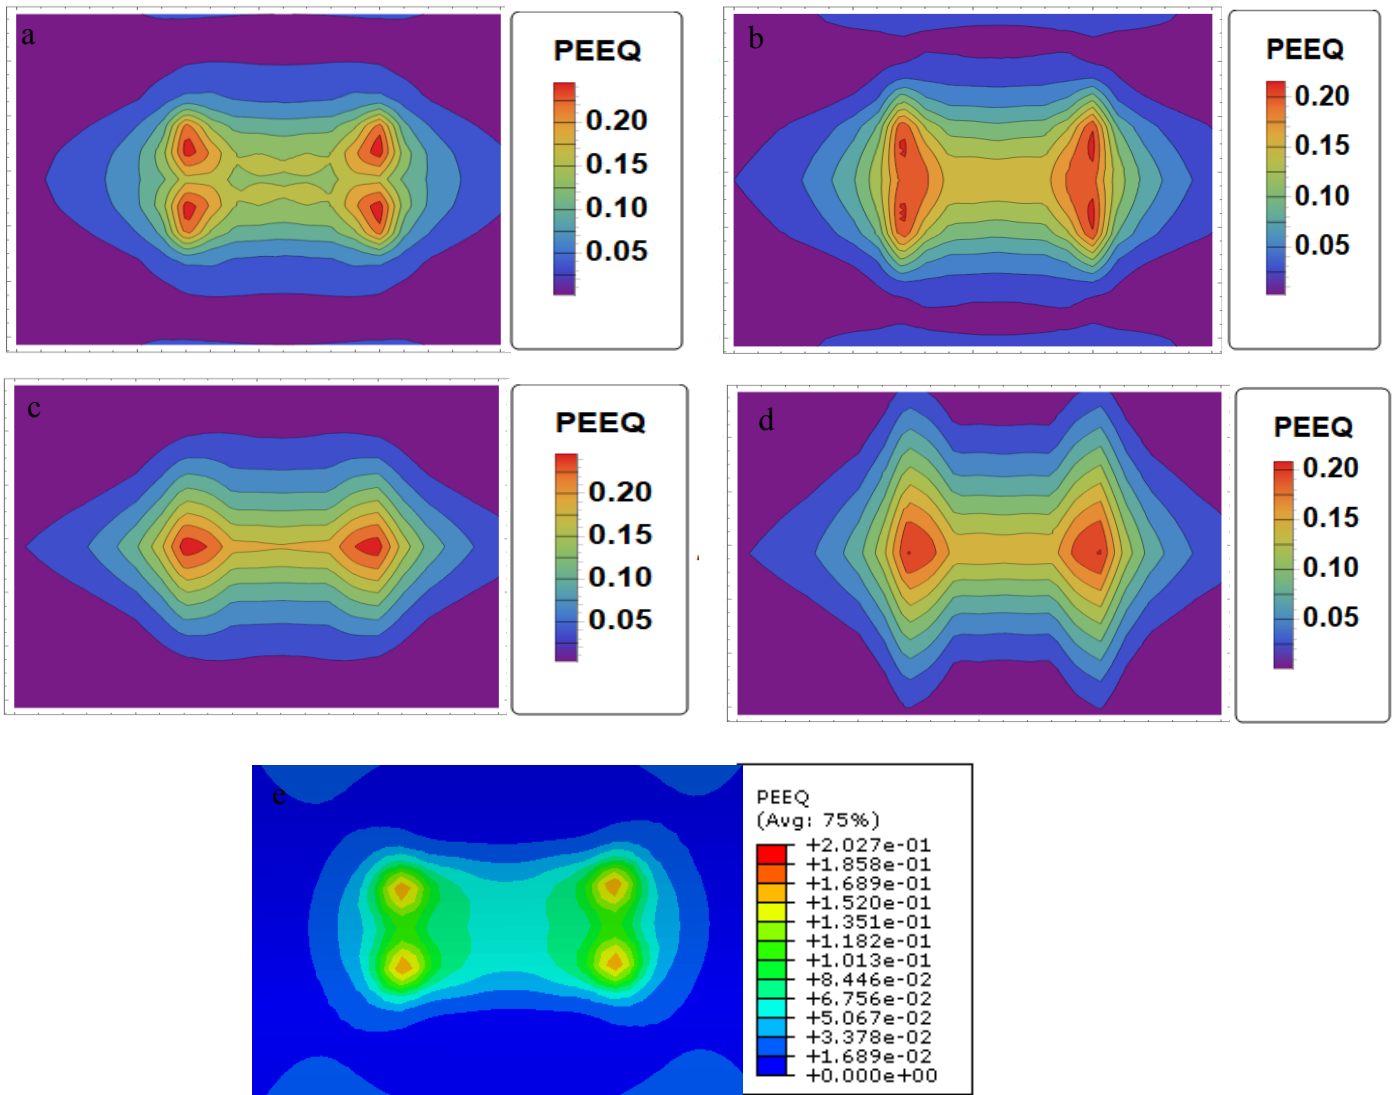 a
PEEQ
0.20
0.15
0.10
0.05
b
PEEQ
0.20
0.15
0.10
0.05
c
PEEQ
0.20
0.15
0.10
0.05
d
PEEQ
0.20
0.15
0.10
0.05
e
PEEQ
(Avg: 75%)
+2.027e-01
+1.858e-01
+1.689e-01
+1.520e-01
+1.351e-01
+1.182e-01
+1.013e-01
+8.446e-02
+6.756e-02
+5.067e-02
+3.378e-02
+1.689e-02
+0.000e+00